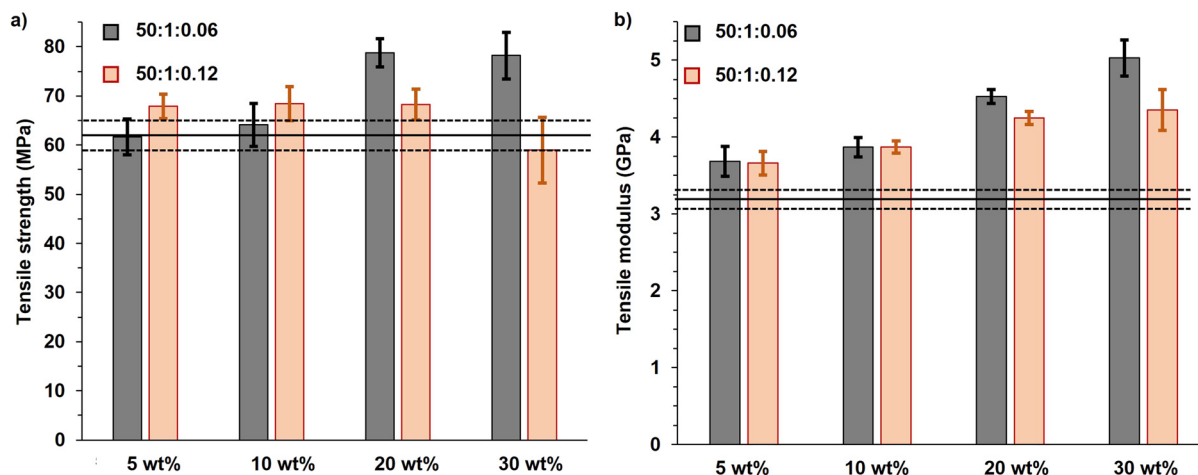 a)
50:1:0.06
50:1:0.12
Tensile strength (MPa)
80
70
60
50
40
30
20
10
0
5 wt%
10 wt%
20 wt%
30 wt%
b)
50:1:0.06
50:1:0.12
Tensile modulus (GPa)
5
4
3
2
1
0
5 wt%
10 wt%
20 wt%
30 wt%